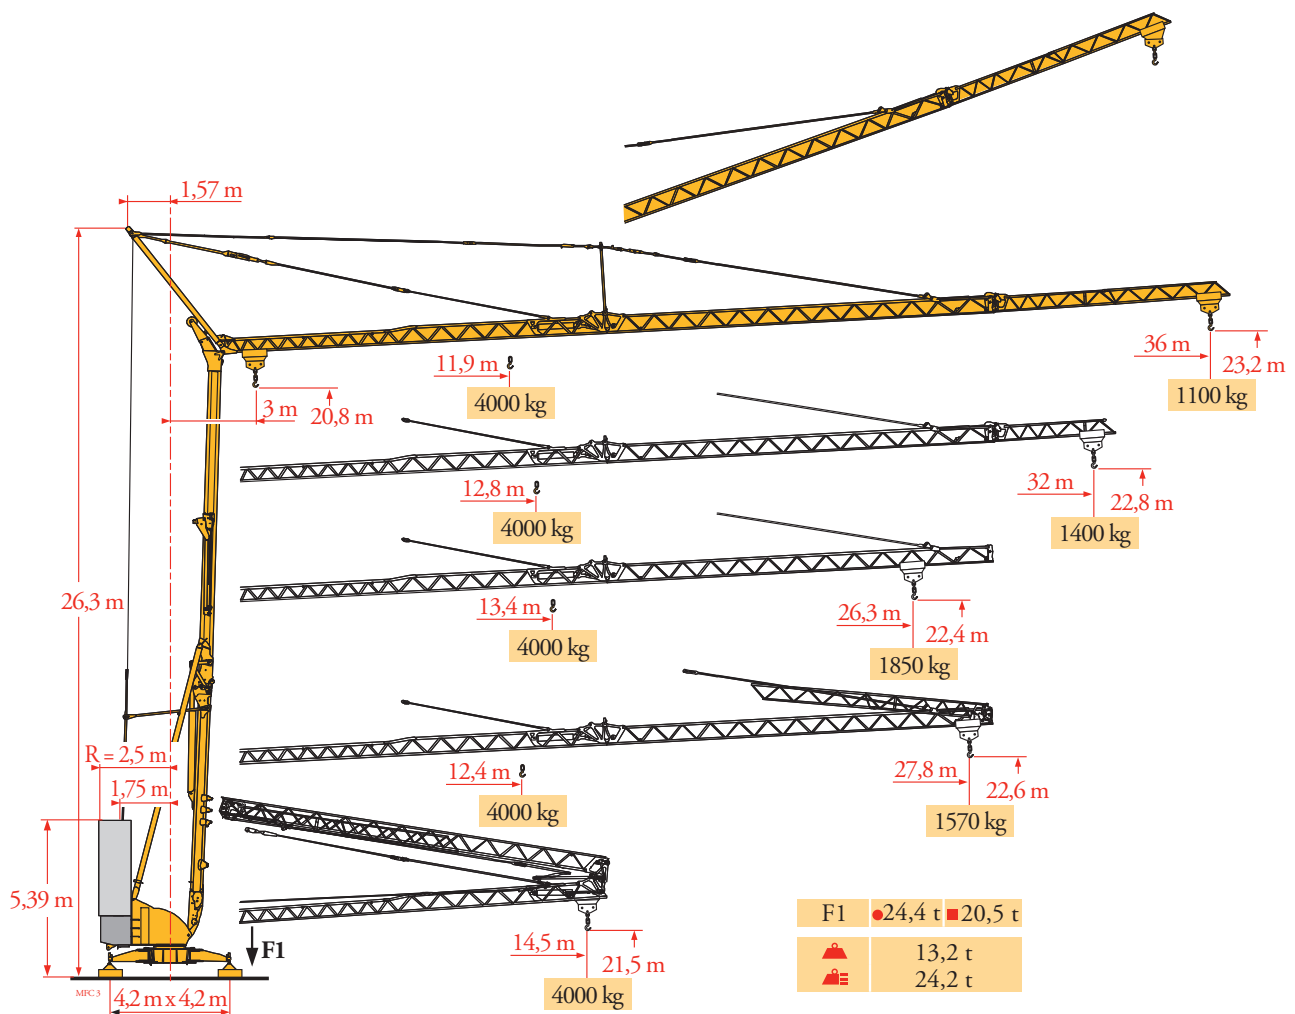 1,57 m
11,9 m
4000 kg
36 m
23,2 m
1100 kg
3 m
20,8 m
12,8 m
4000 kg
32 m
22,8 m
1400 kg
26,3 m
13,4 m
4000 kg
26,3 m
22,4 m
1850 kg
R = 2,5 m
1,75 m
12,4 m
4000 kg
27,8 m
22,6 m
1570 kg
5,39 m
F1
14,5 m
21,5 m
4000 kg
F1 24,4 t 20,5 t
13,2 t
24,2 t
MFC 3
4,2 m x 4,2 m